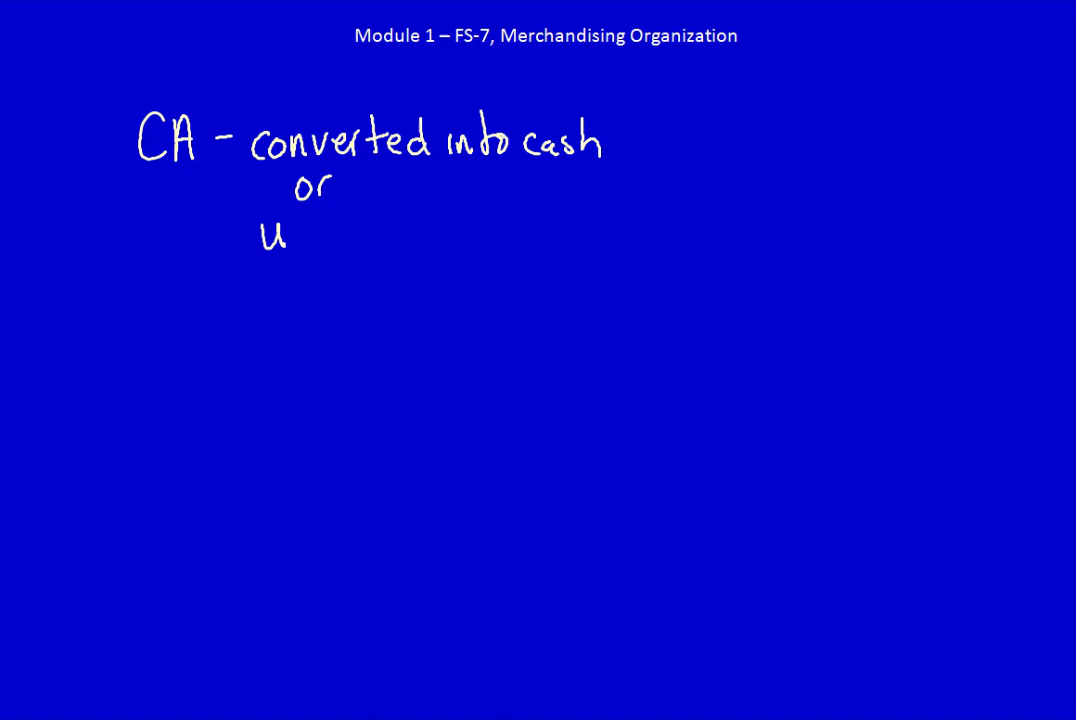 Module 1 – FS-7, Merchandising Organization
CA - converted into cash
or
u